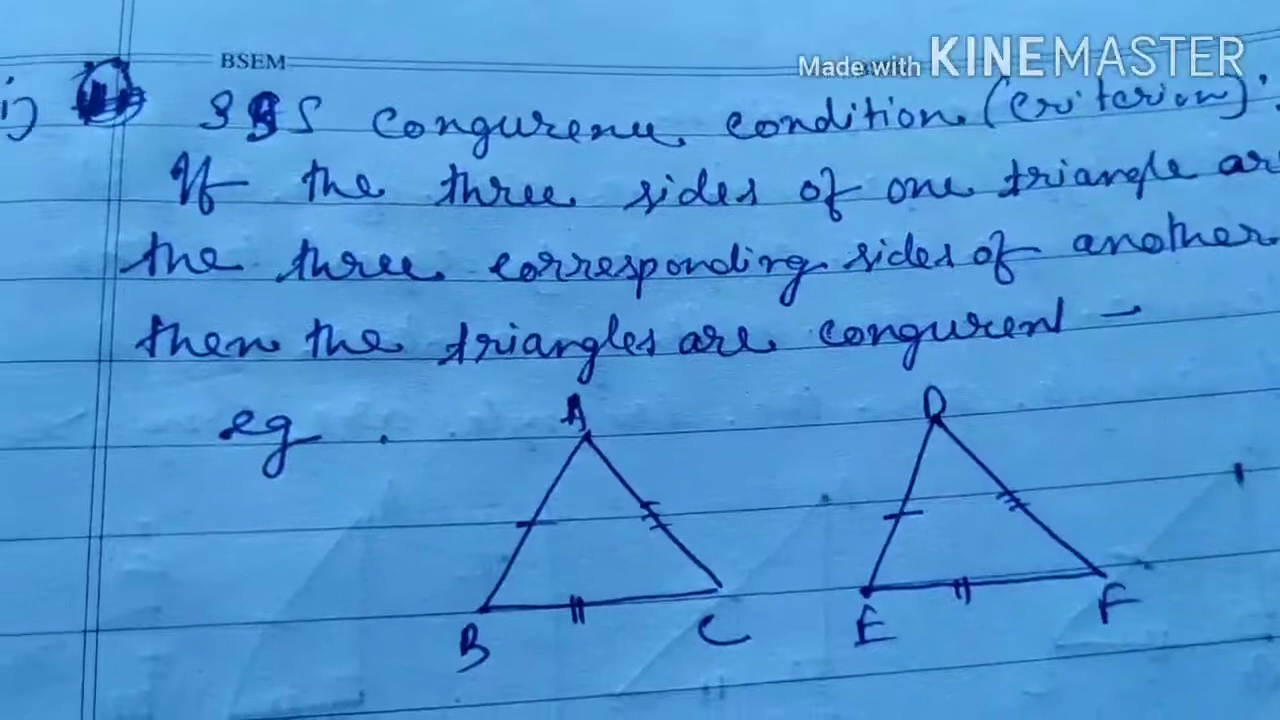 BSEM
Made with KINEMASTER
i) SSS congurenu condition (criterion):
If the three sides of one triangle ar
the three corresponding sides of another
then the triangles are congurent -
eg .
A D
B C E F